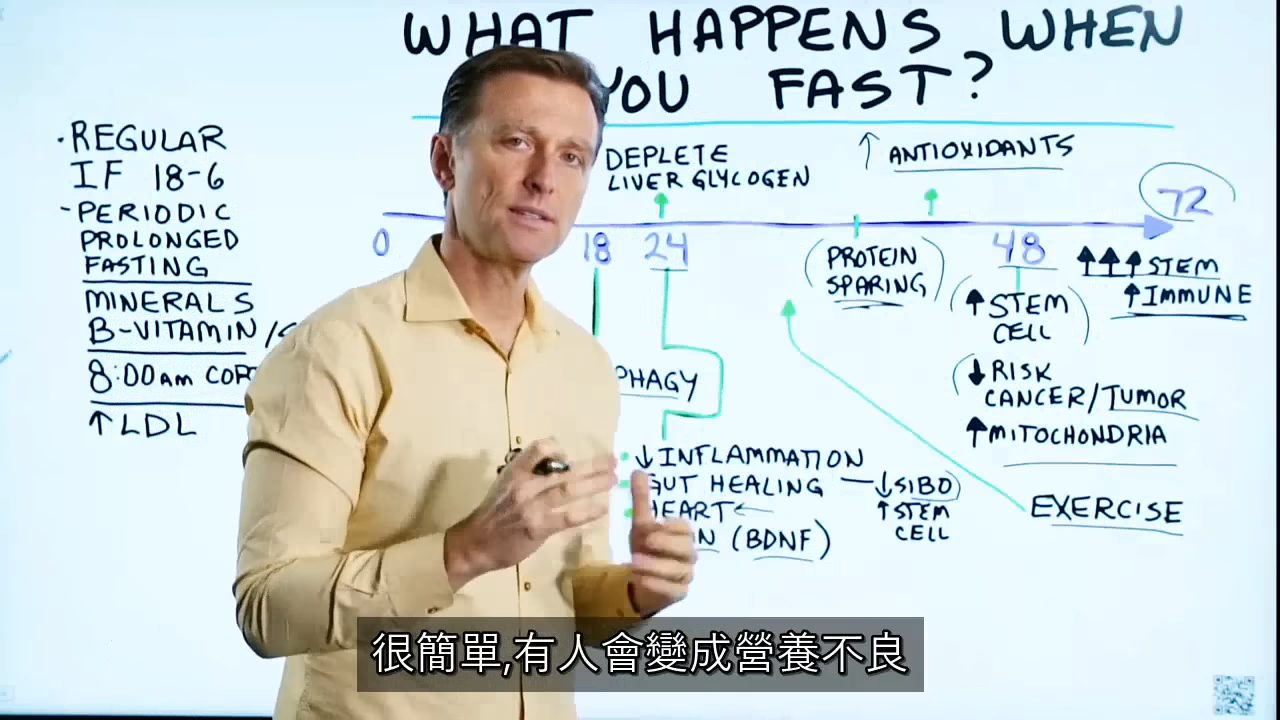 WHAT HAPPENS WHEN
YOU FAST?
• REGULAR
IF 18-6
- PERIODIC
PROLONGED
FASTING
MINERALS
B-VITAMIN
8:00am
↑ LDL
DEPLETE
LIVER GLYCOGEN
↑ ANTIOXIDANTS
0
18
24
48
72
(PROTEIN
SPARING)
(↑ STEM
CELL)
↑↑↑ STEM
↑ IMMUNE
(↓ RISK
CANCER/TUMOR
↑ MITOCHONDRIA
EXERCISE
PHAGY
↓ INFLAMMATION
GUT HEALING — ↓ SIBO)
↑ STEM
CELL
HEART ←
(BDNF)
很簡單,有人會變成營養不良